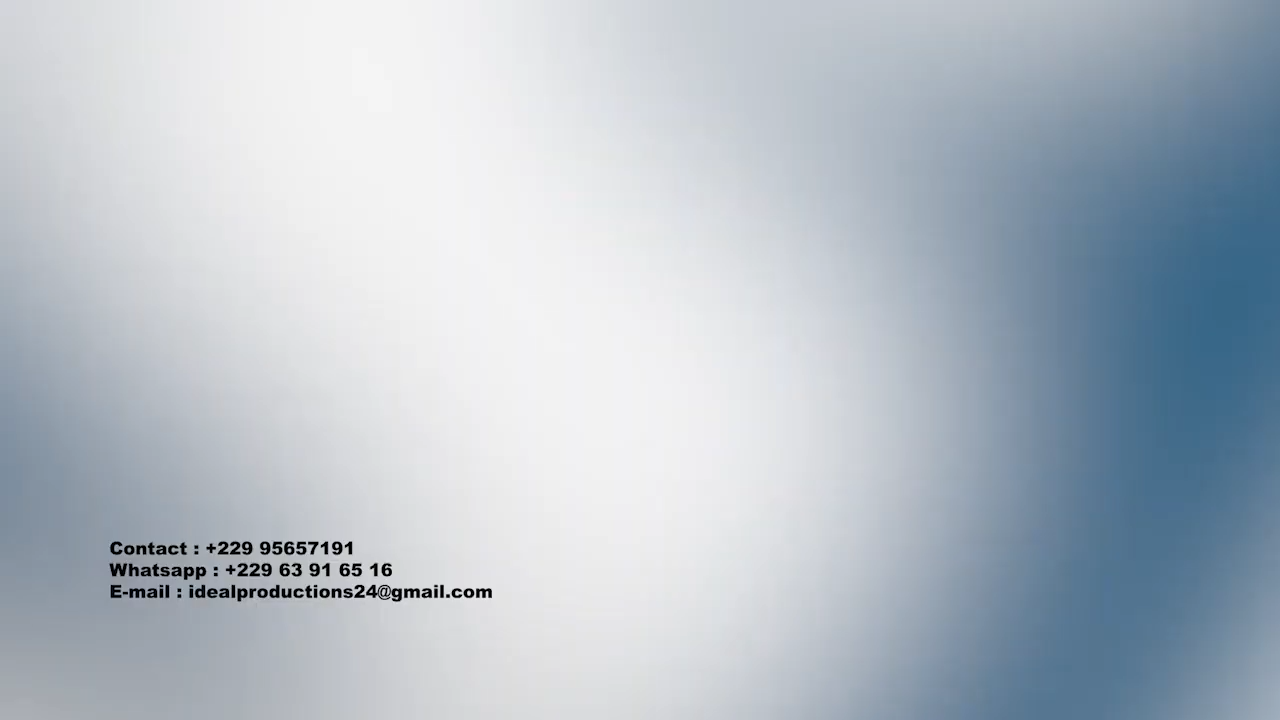 Contact : +229 95657191
Whatsapp : +229 63 91 65 16
E-mail : idealproductions24@gmail.com